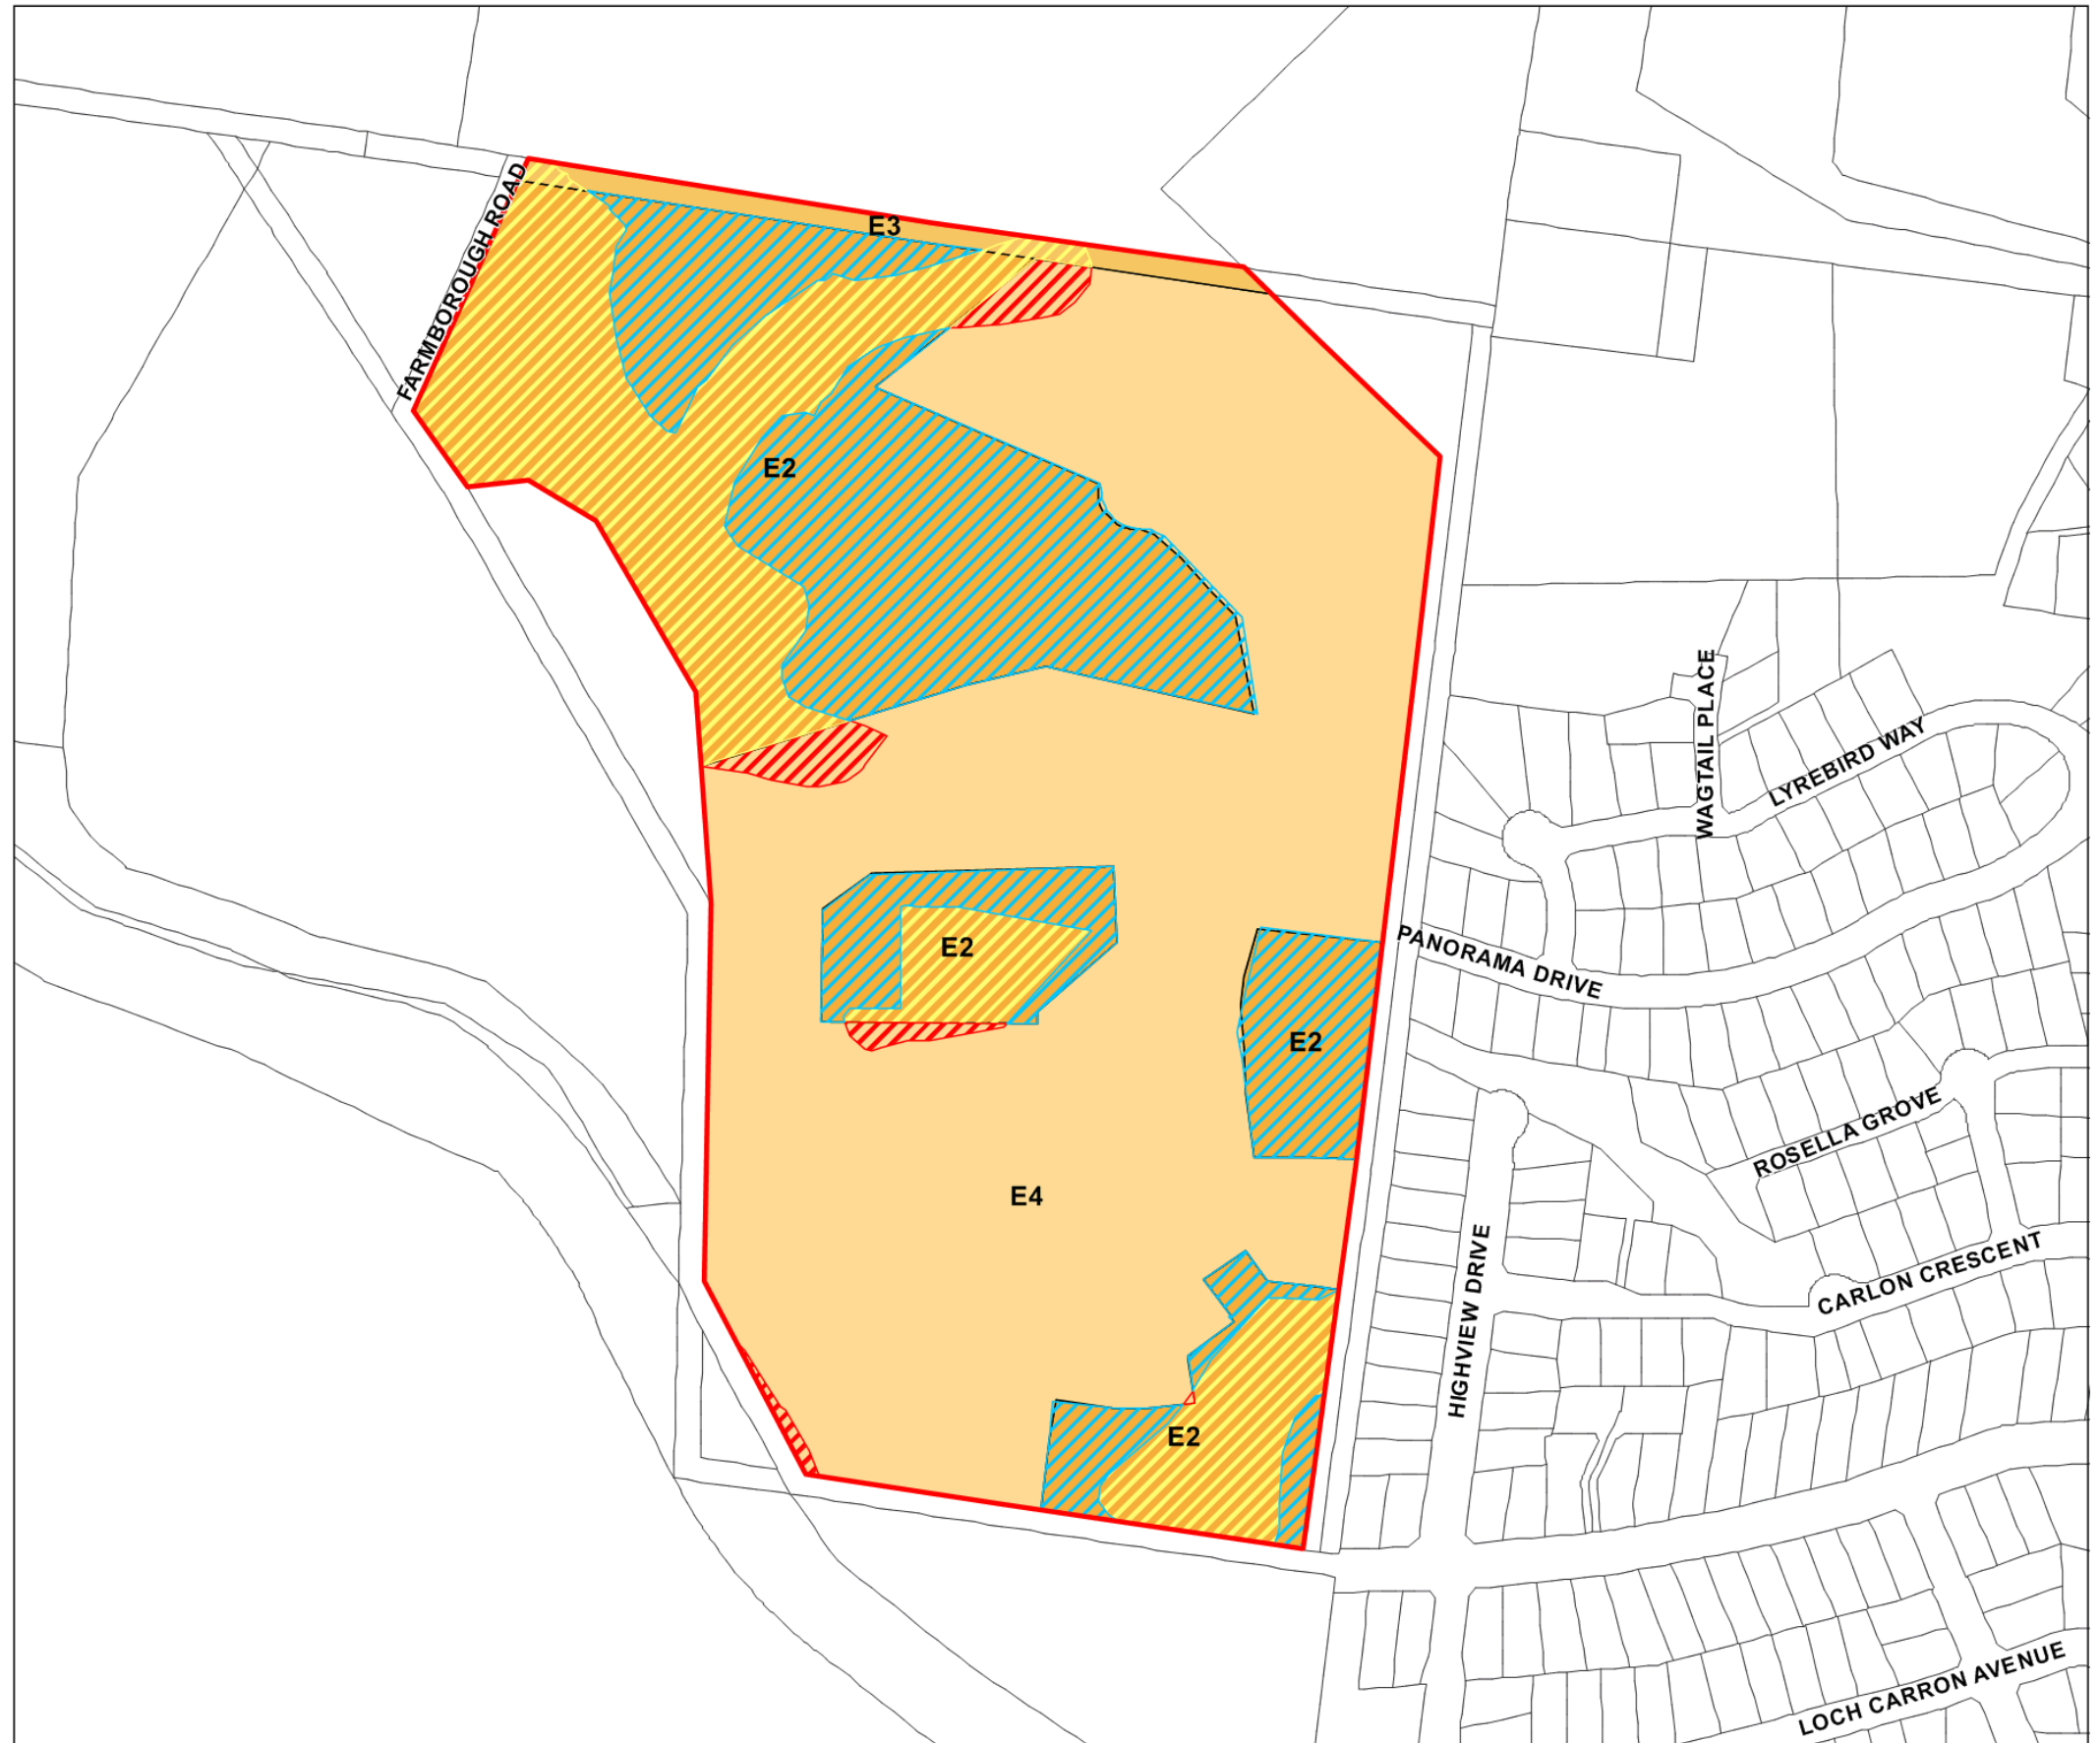 FARMBOROUGH ROAD
E3
E2
WAGTAIL PLACE
LYREBIRD WAY
E2
PANORAMA DRIVE
E2
ROSELLA GROVE
E4
HIGHVIEW DRIVE
CARLON CRESCENT
E2
LOCH CARRON AVENUE